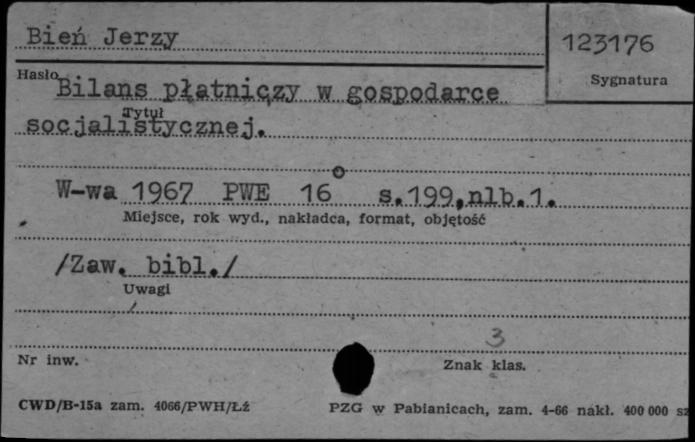 Bień Jerzy
123176
Hasło
Sygnatura
Bilans płatniczy w gospodarce
Tytuł
socjalistycznej.
W-wa 1967 PWE 16° s.199,nlb.1.
Miejsce, rok wyd., nakładca, format, objętość
/Zaw. bibl./
Uwagi
3
Nr inw.
Znak klas.
CWD/B-15a zam. 4066/PWH/Łź
PZG w Pabianicach, zam. 4-66 nakł. 400 000 sz